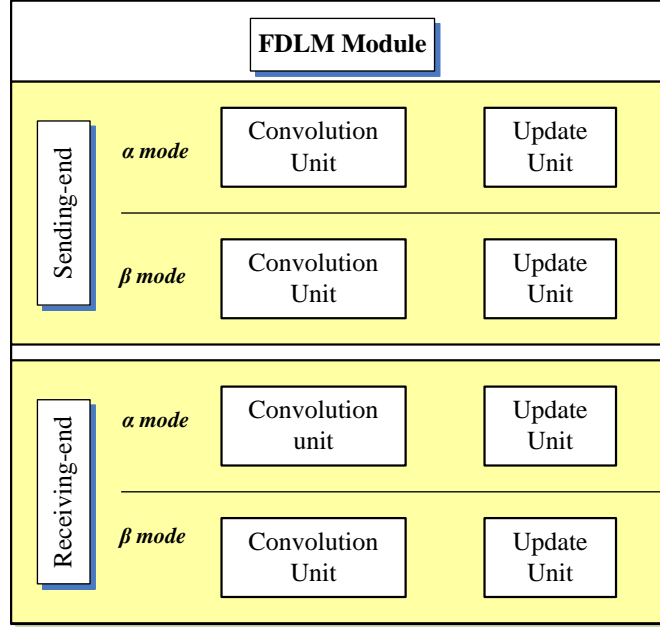 FDLM Module
Sending-end
α mode
Convolution
Unit
Update
Unit
β mode
Convolution
Unit
Update
Unit
Receiving-end
α mode
Convolution
unit
Update
Unit
β mode
Convolution
Unit
Update
Unit